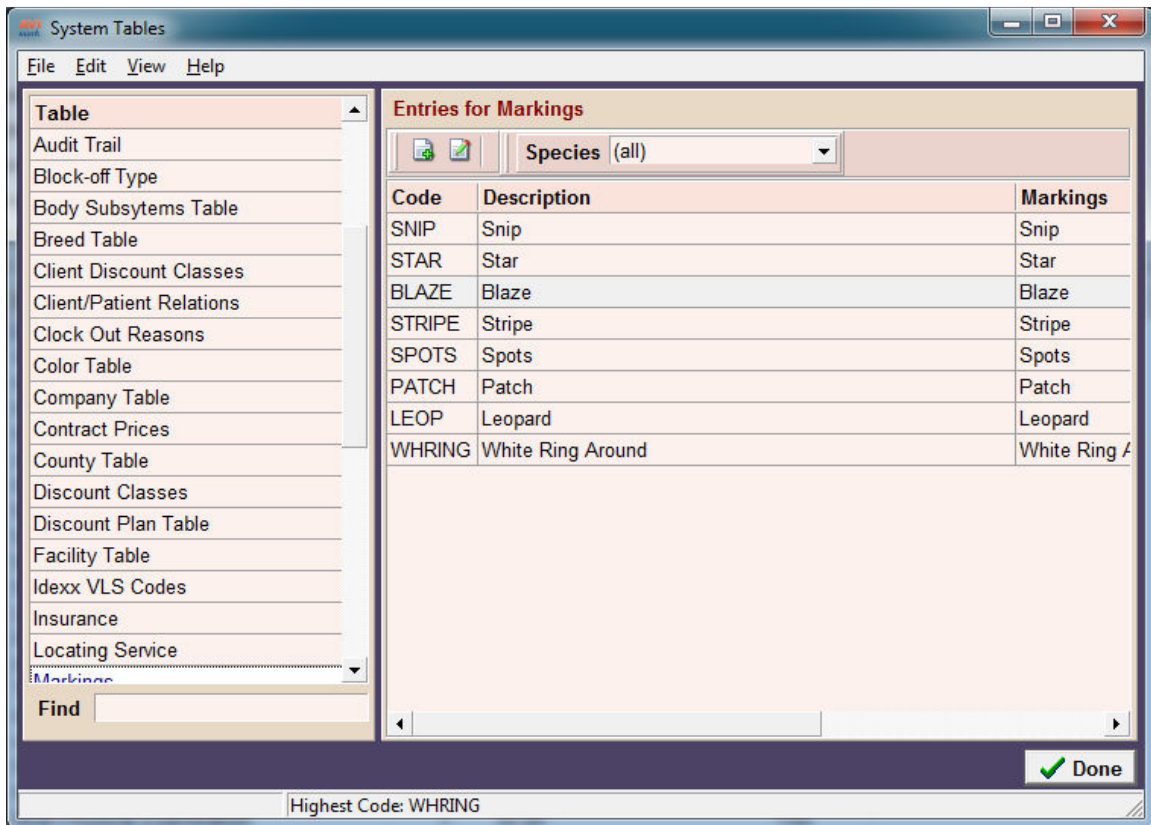 AVI System Tables
File Edit View Help
Table
Audit Trail
Block-off Type
Body Subsytems Table
Breed Table
Client Discount Classes
Client/Patient Relations
Clock Out Reasons
Color Table
Company Table
Contract Prices
County Table
Discount Classes
Discount Plan Table
Facility Table
Idexx VLS Codes
Insurance
Locating Service
Markings
Find
Entries for Markings
Species (all)
Code Description Markings
SNIP Snip Snip
STAR Star Star
BLAZE Blaze Blaze
STRIPE Stripe Stripe
SPOTS Spots Spots
PATCH Patch Patch
LEOP Leopard Leopard
WHRING White Ring Around White Ring A
Done
Highest Code: WHRING